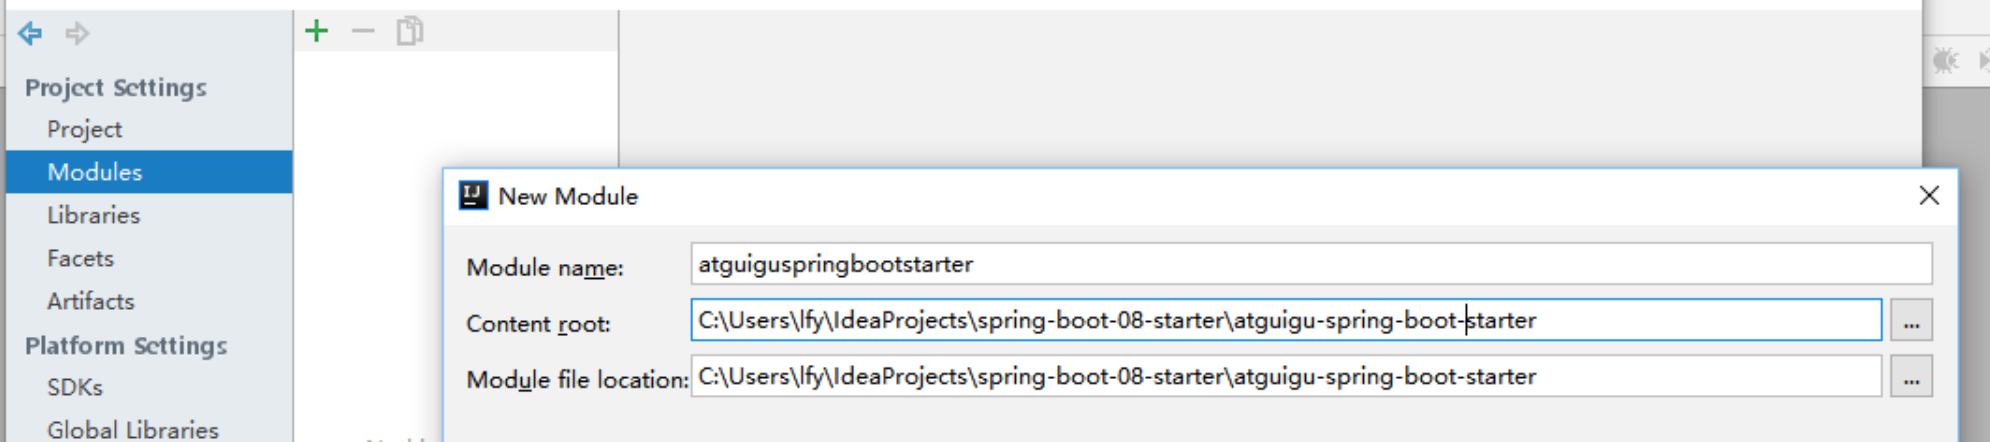 Project Settings
Project
Modules
Libraries
Facets
Artifacts
Platform Settings
SDKs
Global Libraries
New Module
Module name: atguiguspringbootstarter
Content root: C:\Users\lfy\IdeaProjects\spring-boot-08-starter\atguigu-spring-boot-starter ...
Module file location: C:\Users\lfy\IdeaProjects\spring-boot-08-starter\atguigu-spring-boot-starter ...